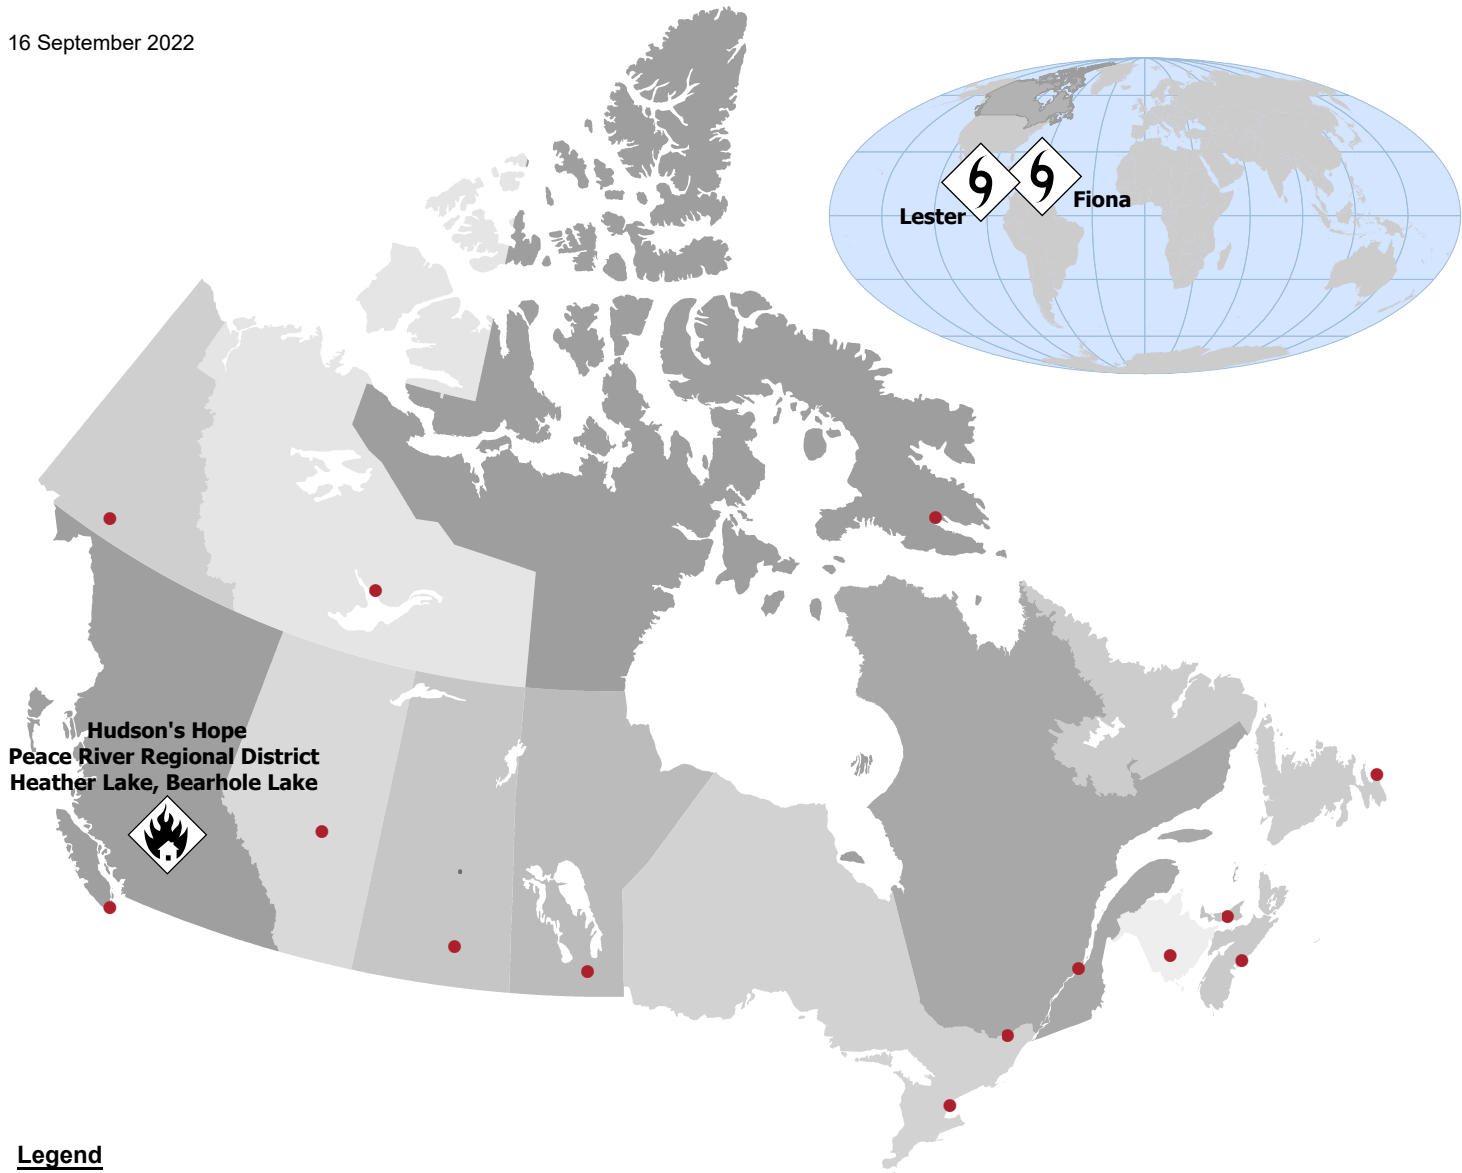 16 September 2022
Lester
Fiona
Hudson's Hope
Peace River Regional District
Heather Lake, Bearhole Lake
Legend